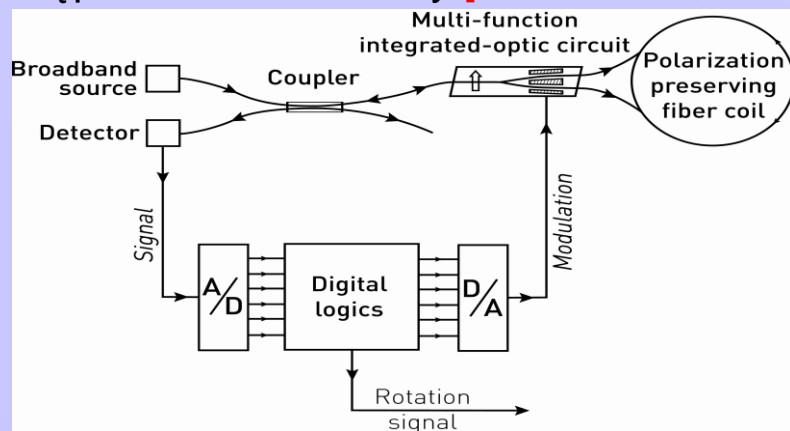 Multi-function
integrated-optic circuit
Broadband
source
Coupler
Polarization
preserving
fiber coil
Detector
Signal
Modulation
A/D
Digital
logics
D/A
Rotation
signal